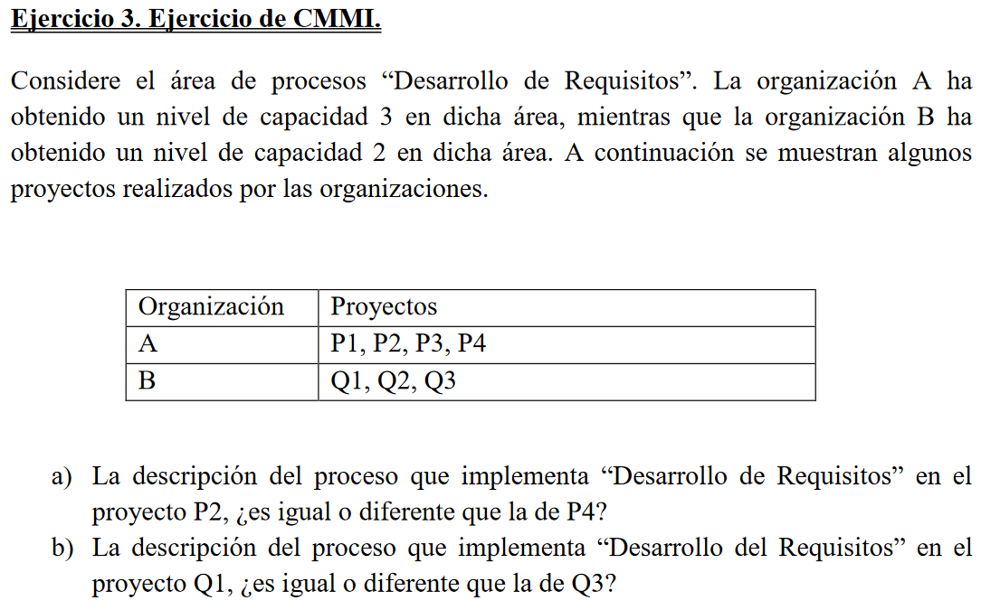 Ejercicio 3. Ejercicio de CMMI.
Considere el área de procesos “Desarrollo de Requisitos”. La organización A ha
obtenido un nivel de capacidad 3 en dicha área, mientras que la organización B ha
obtenido un nivel de capacidad 2 en dicha área. A continuación se muestran algunos
proyectos realizados por las organizaciones.
Organización Proyectos
A P1, P2, P3, P4
B Q1, Q2, Q3
a) La descripción del proceso que implementa “Desarrollo de Requisitos” en el
proyecto P2, ¿es igual o diferente que la de P4?
b) La descripción del proceso que implementa “Desarrollo del Requisitos” en el
proyecto Q1, ¿es igual o diferente que la de Q3?